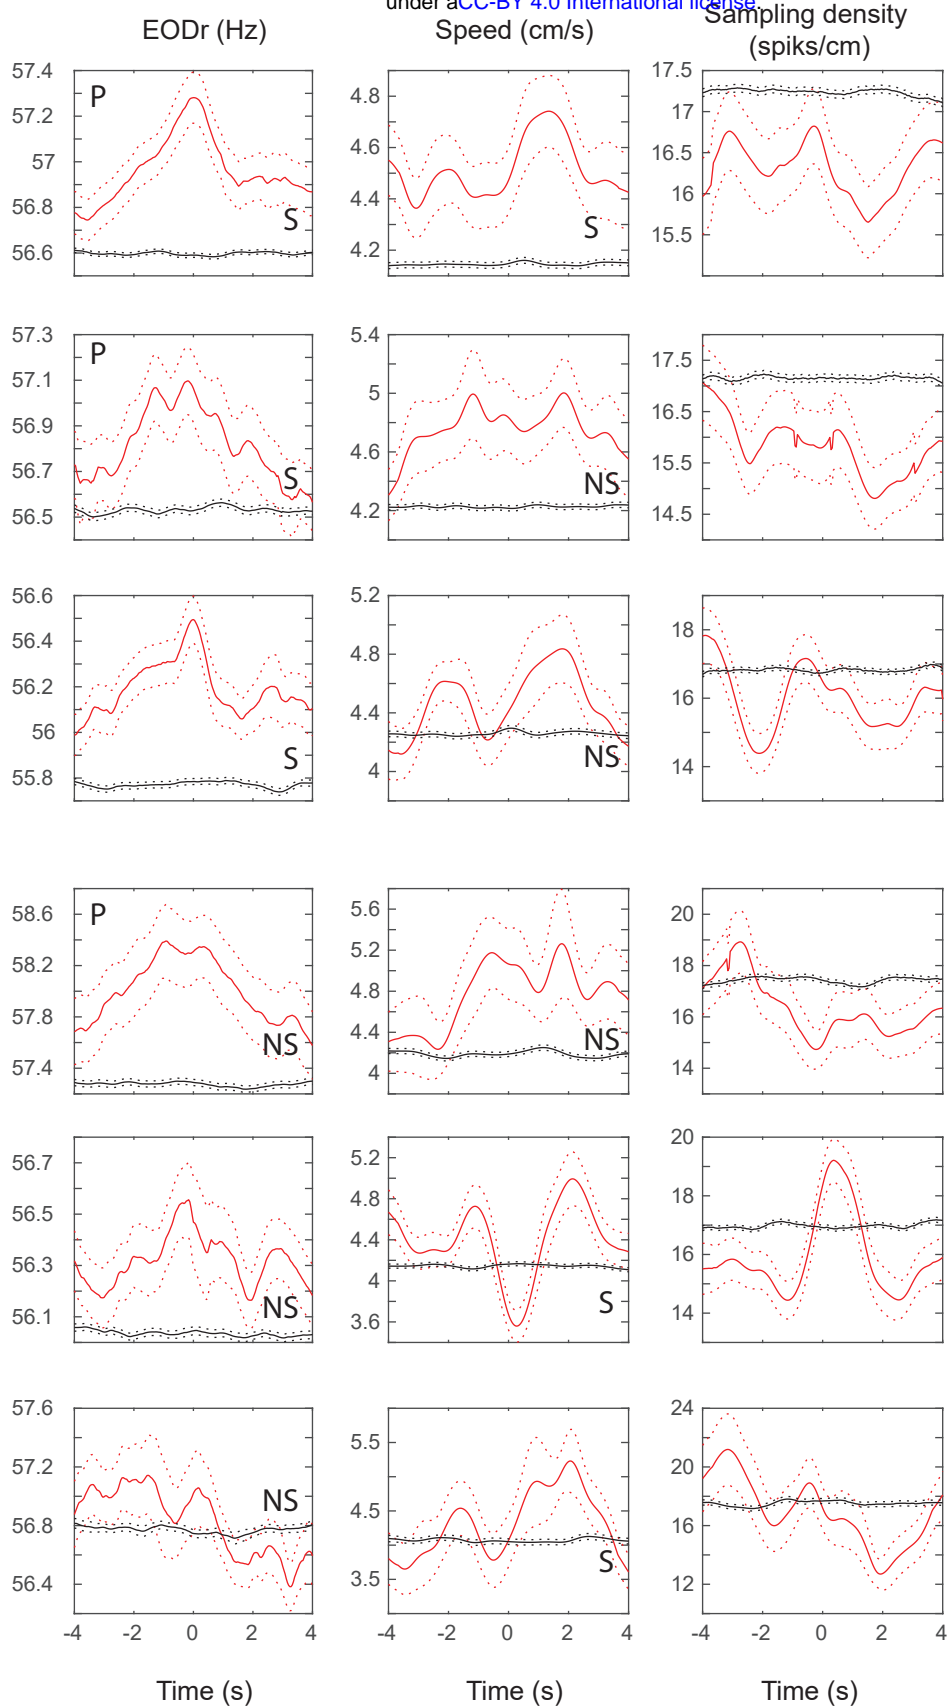 under aCC-BY 4.0 International license.
EODr (Hz) Speed (cm/s) Sampling density
(spiks/cm)
57.4 57.2 57 56.8 56.6 P S
4.8 4.6 4.4 4.2 S
17.5 17 16.5 16 15.5
57.3 57.1 56.9 56.7 56.5 P S
5.4 5 4.6 4.2 NS
17.5 16.5 15.5 14.5
56.6 56.4 56.2 56 55.8 S
5.2 4.8 4.4 4 NS
18 16 14
58.6 58.2 57.8 57.4 P NS
5.6 5.2 4.8 4.4 4 NS
20 18 16 14
56.7 56.5 56.3 56.1 NS
5.2 4.8 4.4 4 3.6 S
20 18 16 14
57.6 57.2 56.8 56.4 NS
5.5 4.5 3.5 S
24 20 16 12
-4 -2 0 2 4 -4 -2 0 2 4 -4 -2 0 2 4
Time (s) Time (s) Time (s)